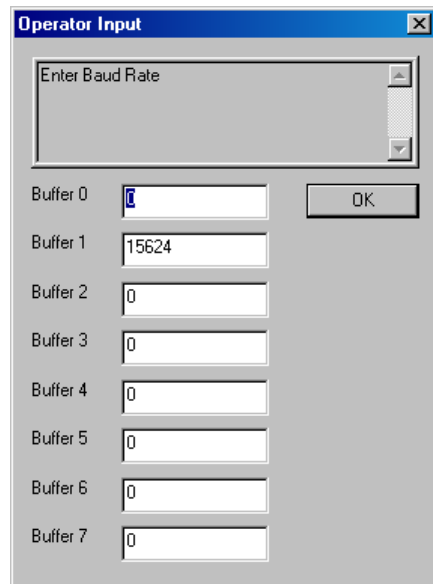 Operator Input
Enter Baud Rate
Buffer 0 0 OK
Buffer 1 15624
Buffer 2 0
Buffer 3 0
Buffer 4 0
Buffer 5 0
Buffer 6 0
Buffer 7 0